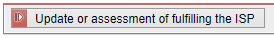 Update or assessment of fulfilling the ISP